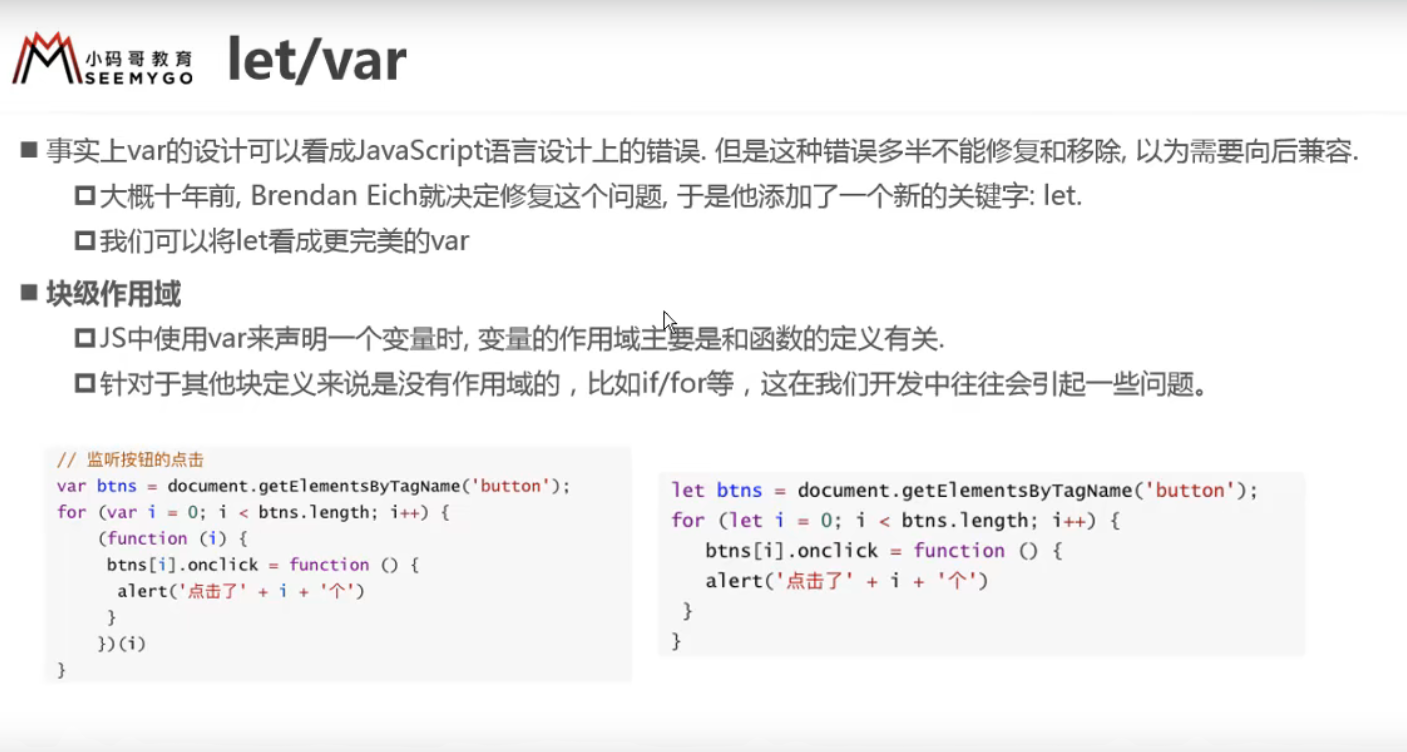 小码哥教育
SEEMYGO
let/var
事实上var的设计可以看成JavaScript语言设计上的错误. 但是这种错误多半不能修复和移除, 以为需要向后兼容.
大概十年前, Brendan Eich就决定修复这个问题, 于是他添加了一个新的关键字: let.
我们可以将let看成更完美的var
块级作用域
JS中使用var来声明一个变量时, 变量的作用域主要是和函数的定义有关.
针对于其他块定义来说是没有作用域的，比如if/for等，这在我们开发中往往会引起一些问题。
// 监听按钮的点击
var btns = document.getElementsByTagName('button');
for (var i = 0; i < btns.length; i++) {
(function (i) {
btns[i].onclick = function () {
alert('点击了' + i + '个')
}
})(i)
}
let btns = document.getElementsByTagName('button');
for (let i = 0; i < btns.length; i++) {
btns[i].onclick = function () {
alert('点击了' + i + '个')
}
}